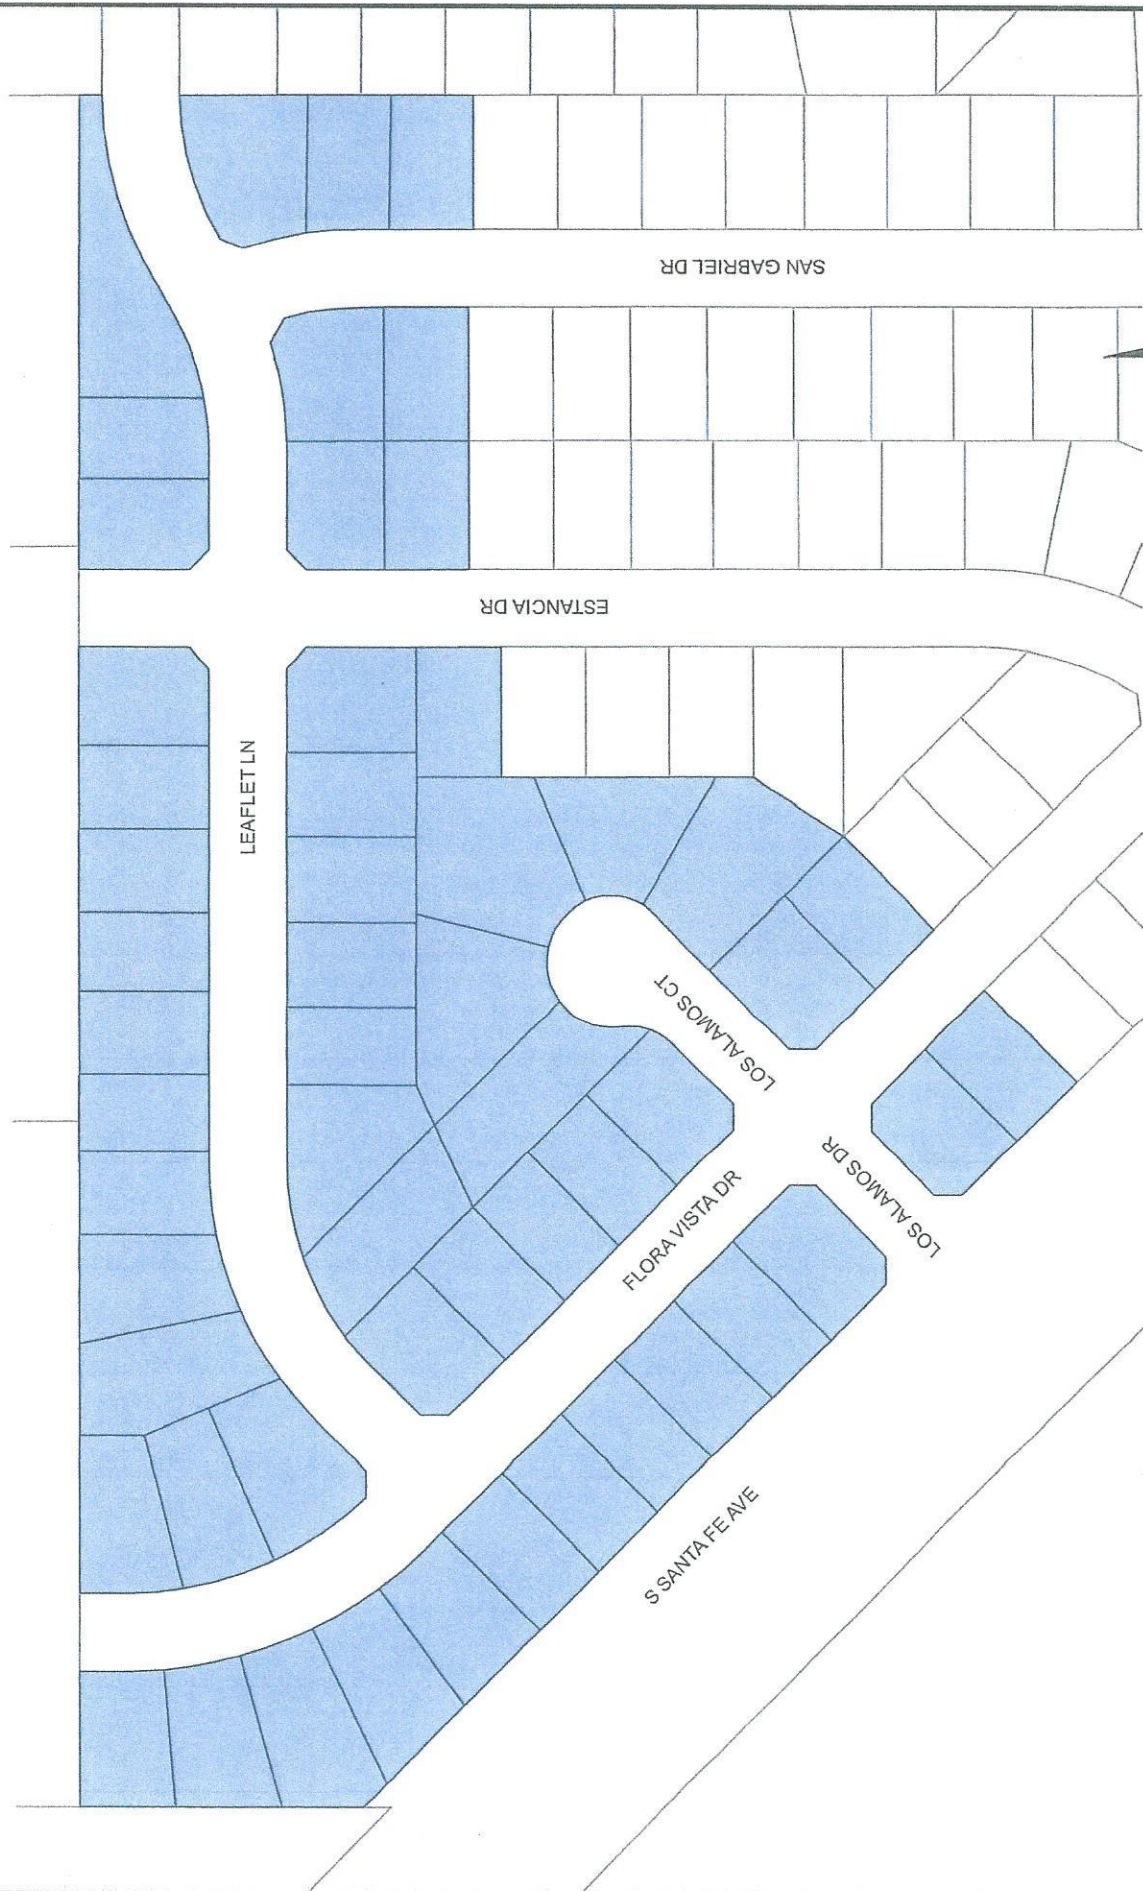 SAN GABRIEL DR
ESTANCIA DR
LEAFLET LN
LOS ALAMOS CT
LOS ALAMOS DR
FLORA VISTA DR
S SANTA FE AVE